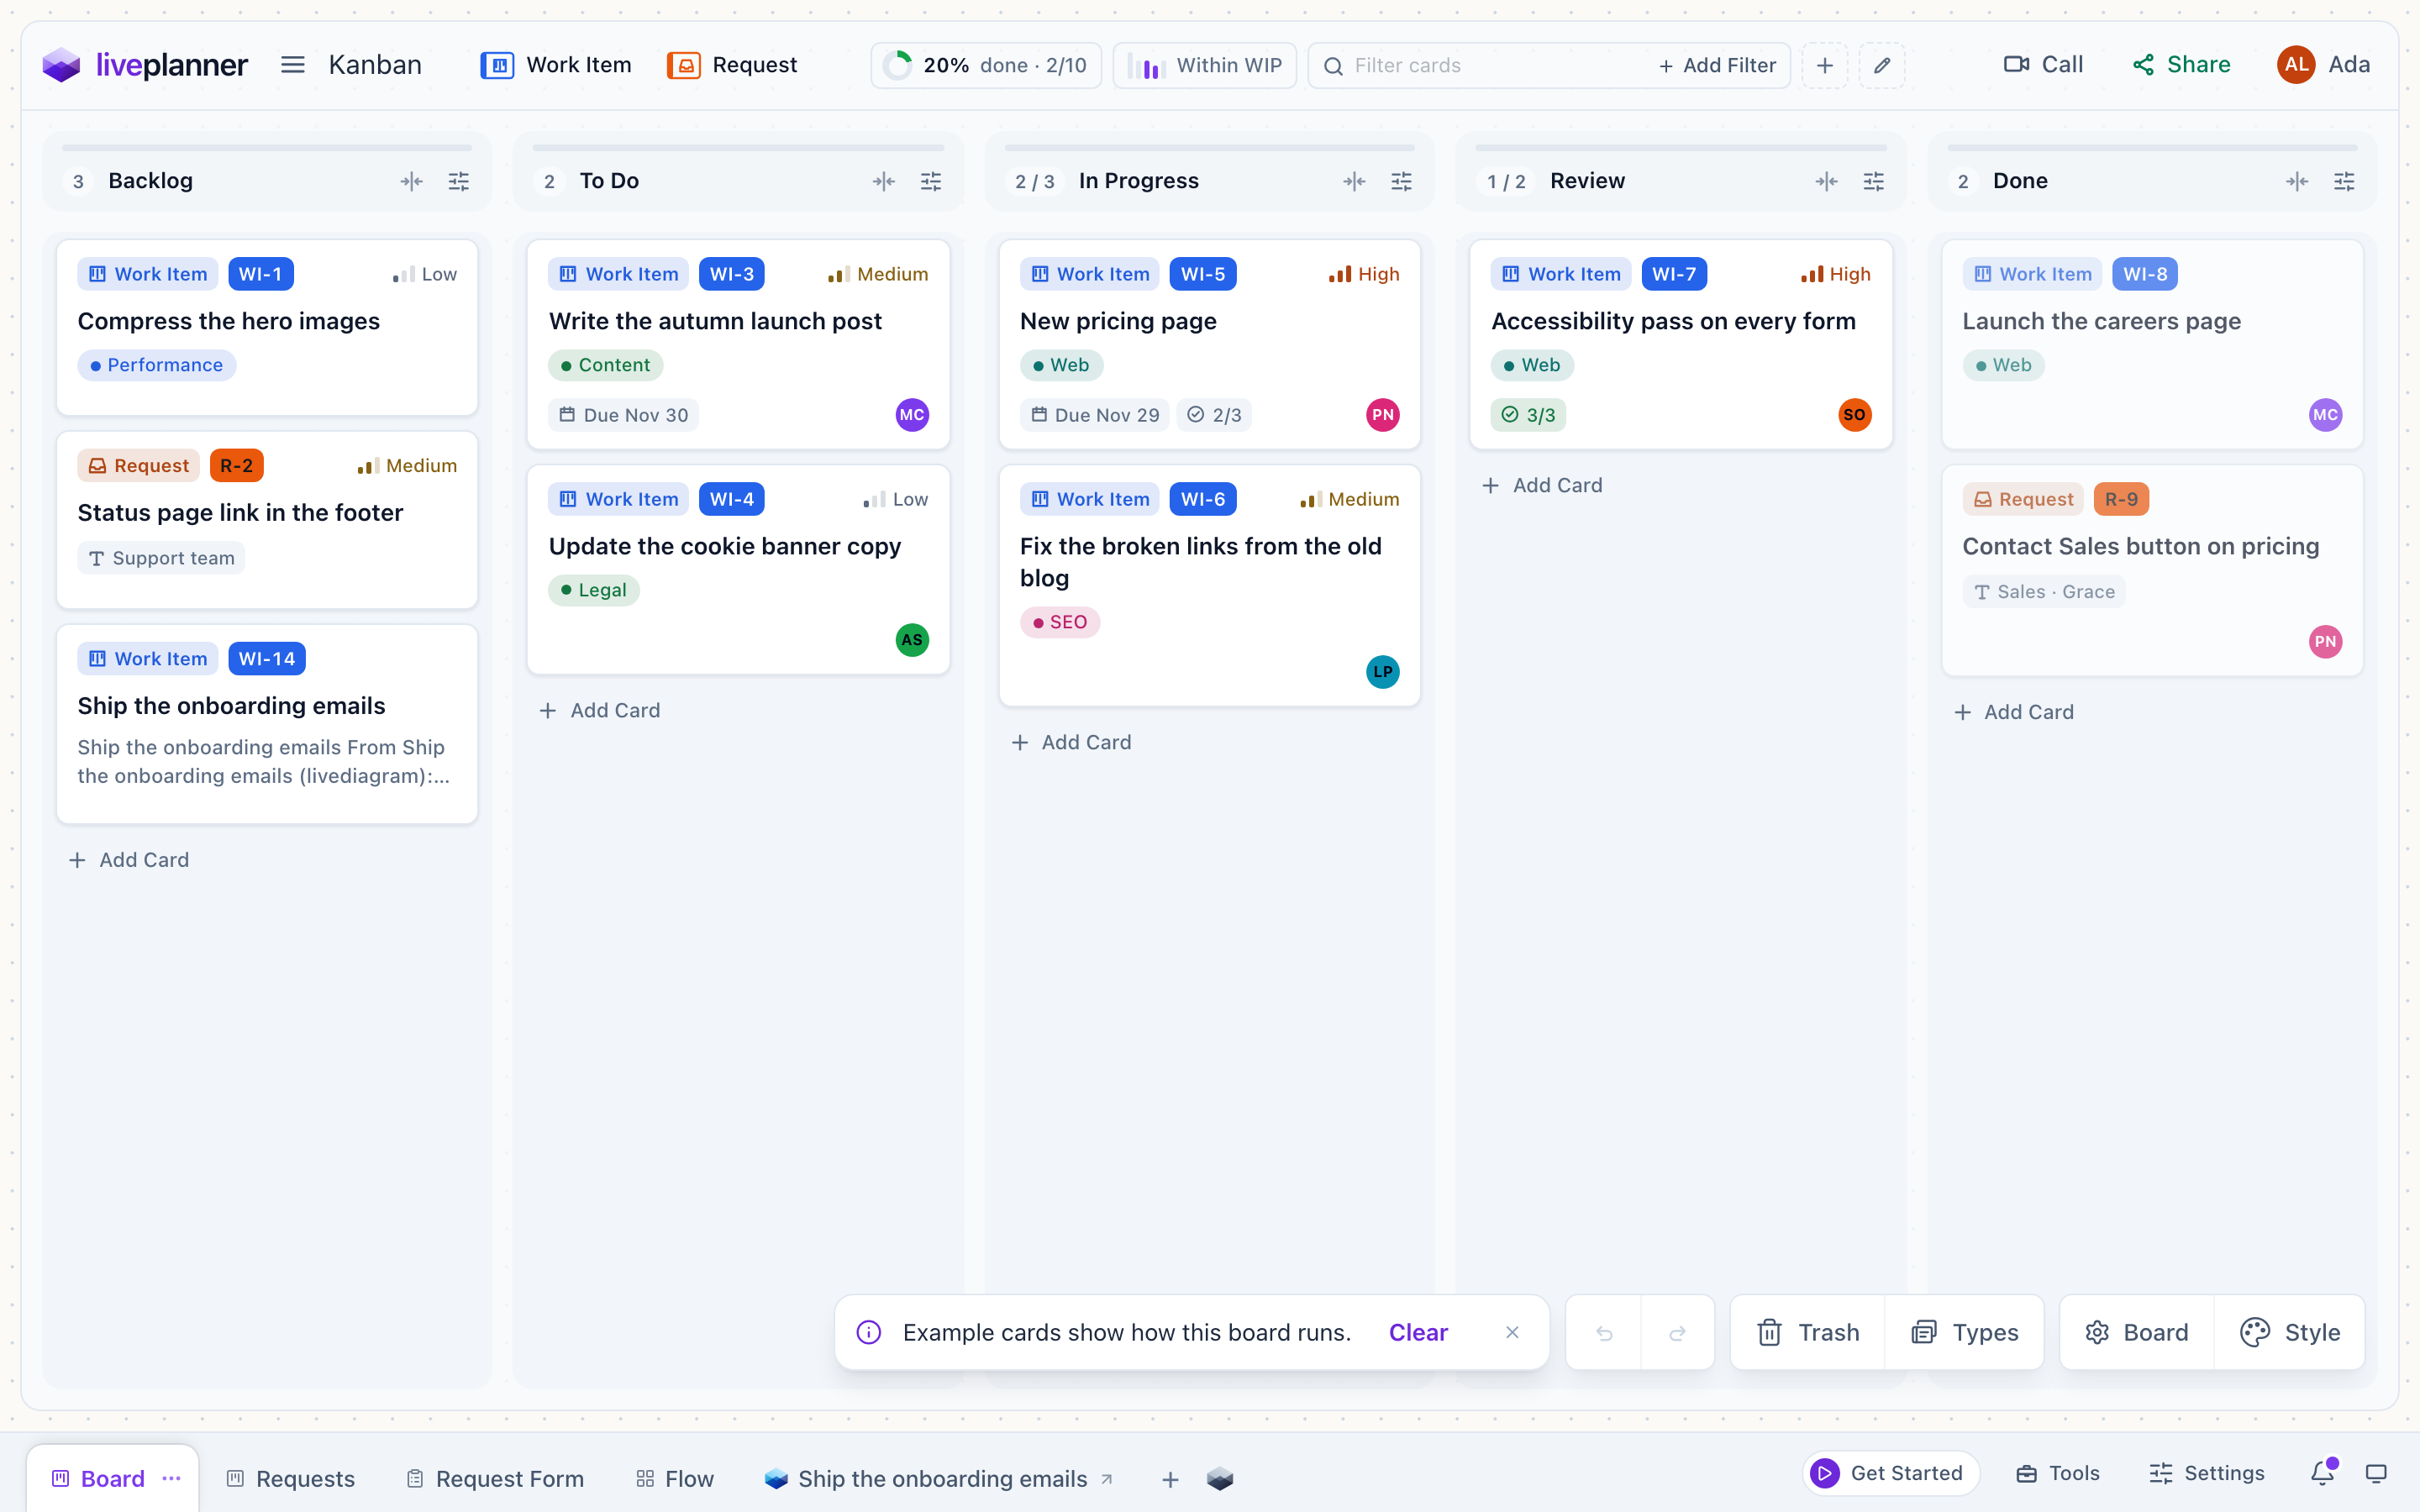 liveplanner
Kanban
Work Item
Request
20% done · 2/10
Within WIP
Filter cards
+ Add Filter
Call
Share
AL
Ada
3 Backlog
2 To Do
2 / 3 In Progress
1 / 2 Review
2 Done
Work Item WI-1 Low
Compress the hero images
Performance
Request R-2 Medium
Status page link in the footer
Support team
Work Item WI-14
Ship the onboarding emails
Ship the onboarding emails From Ship
the onboarding emails (livediagram):...
+ Add Card
Work Item WI-3 Medium
Write the autumn launch post
Content
Due Nov 30 MC
Work Item WI-4 Low
Update the cookie banner copy
Legal
AS
+ Add Card
Work Item WI-5 High
New pricing page
Web
Due Nov 29 2/3 PN
Work Item WI-6 Medium
Fix the broken links from the old
blog
SEO
LP
+ Add Card
Work Item WI-7 High
Accessibility pass on every form
Web
3/3 SO
+ Add Card
Work Item WI-8
Launch the careers page
Web
MC
Request R-9
Contact Sales button on pricing
Sales · Grace
PN
+ Add Card
Example cards show how this board runs. Clear
Trash
Types
Board
Style
Board
Requests
Request Form
Flow
Ship the onboarding emails
Get Started
Tools
Settings